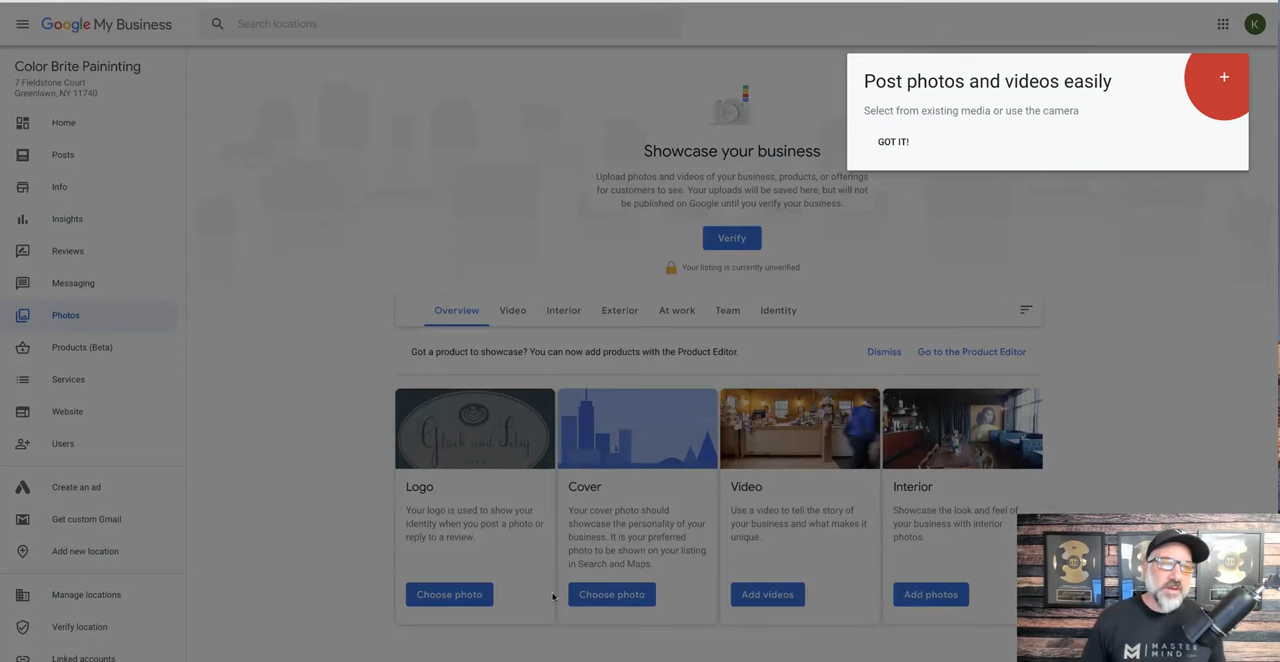 Google My Business
Search locations
K
Color Brite Paininting
7 Fieldstone Court
Greenlawn, NY 11740
Home
Posts
Info
Insights
Reviews
Messaging
Photos
Products (Beta)
Services
Website
Users
Create an ad
Get custom Gmail
Add new location
Manage locations
Verify location
Linked accounts
Post photos and videos easily
+
Select from existing media or use the camera
GOT IT!
Showcase your business
Upload photos and videos of your business, products, or offerings
for customers to see. Your uploads will be saved here, but will not
be published on Google until you verify your business.
Verify
Your listing is currently unverified
Overview Video Interior Exterior At work Team Identity
Got a product to showcase? You can now add products with the Product Editor. Dismiss Go to the Product Editor
Gluck und Selig
Logo
Your logo is used to show your
identity when you post a photo or
reply to a review.
Choose photo
Cover
Your cover photo should
showcase the personality of your
business. It is your preferred
photo to be shown on your listing
in Search and Maps.
Choose photo
Video
Use a video to tell the story of
your business and what makes it
unique.
Add videos
Interior
Showcase the look and feel of
your business with interior
photos.
Add photos
MASTER
MIND